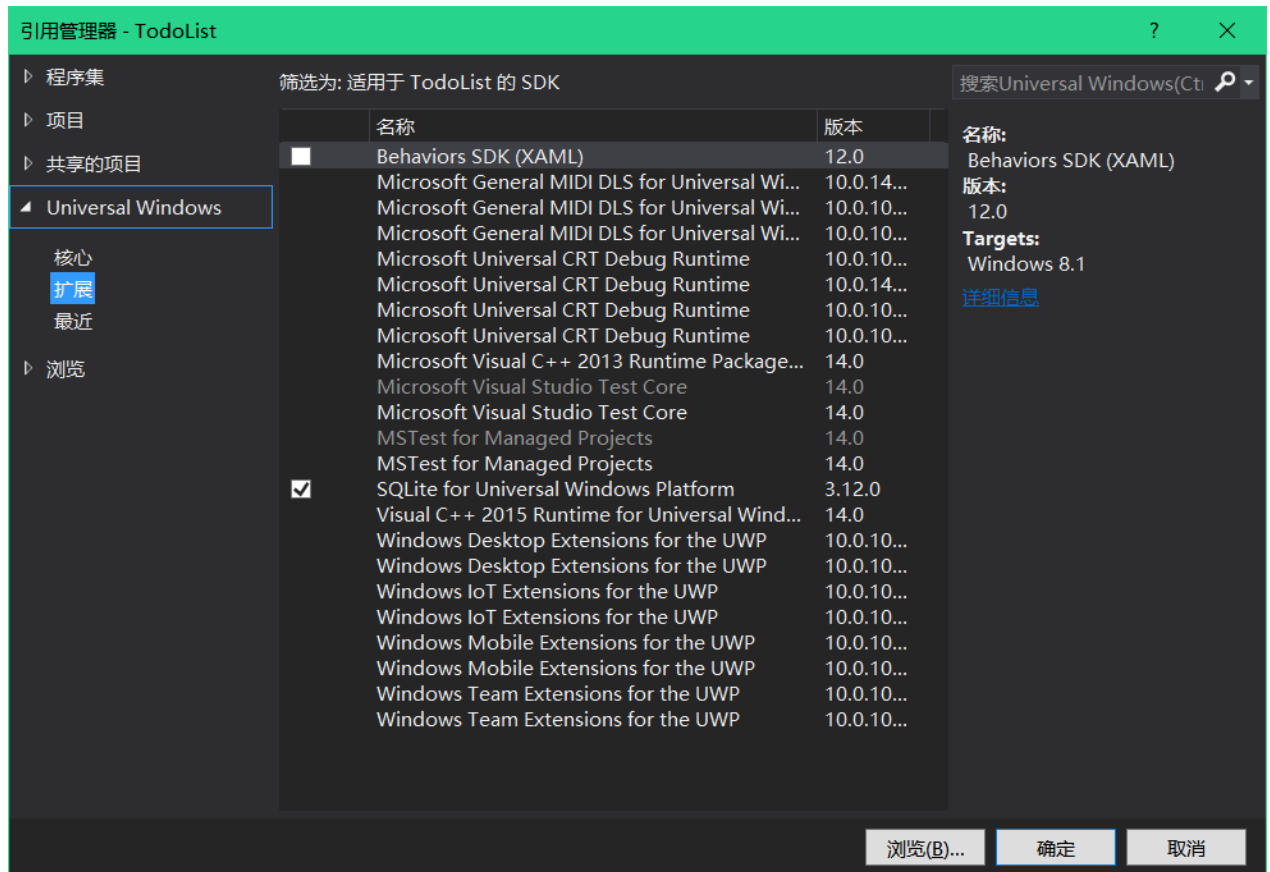 引用管理器 - TodoList
?
程序集
项目
共享的项目
Universal Windows
核心
扩展
最近
浏览
筛选为: 适用于 TodoList 的 SDK
名称 版本
Behaviors SDK (XAML) 12.0
Microsoft General MIDI DLS for Universal Wi... 10.0.14...
Microsoft General MIDI DLS for Universal Wi... 10.0.10...
Microsoft General MIDI DLS for Universal Wi... 10.0.10...
Microsoft Universal CRT Debug Runtime 10.0.10...
Microsoft Universal CRT Debug Runtime 10.0.14...
Microsoft Universal CRT Debug Runtime 10.0.10...
Microsoft Universal CRT Debug Runtime 10.0.10...
Microsoft Visual C++ 2013 Runtime Package... 14.0
Microsoft Visual Studio Test Core 14.0
Microsoft Visual Studio Test Core 14.0
MSTest for Managed Projects 14.0
MSTest for Managed Projects 14.0
SQLite for Universal Windows Platform 3.12.0
Visual C++ 2015 Runtime for Universal Wind... 14.0
Windows Desktop Extensions for the UWP 10.0.10...
Windows Desktop Extensions for the UWP 10.0.10...
Windows IoT Extensions for the UWP 10.0.10...
Windows IoT Extensions for the UWP 10.0.10...
Windows Mobile Extensions for the UWP 10.0.10...
Windows Mobile Extensions for the UWP 10.0.10...
Windows Team Extensions for the UWP 10.0.10...
Windows Team Extensions for the UWP 10.0.10...
搜索Universal Windows(Ct
名称:
Behaviors SDK (XAML)
版本:
12.0
Targets:
Windows 8.1
详细信息
浏览(B)... 确定 取消